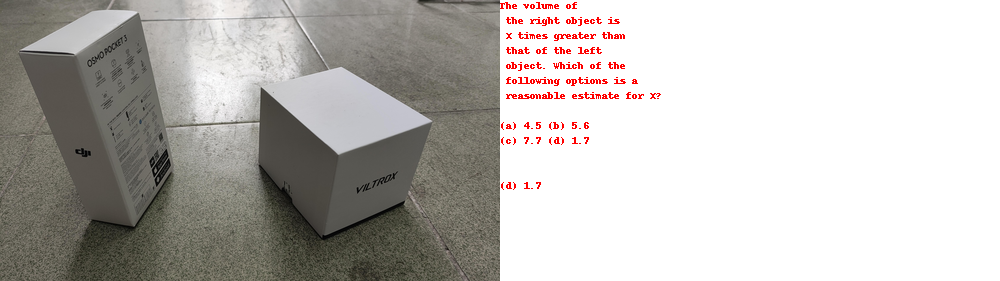 OSMO POCKET 3
dji
VILTROX
The volume of
the right object is
X times greater than
that of the left
object. Which of the
following options is a
reasonable estimate for X?
(a) 4.5 (b) 5.6
(c) 7.7 (d) 1.7
(d) 1.7